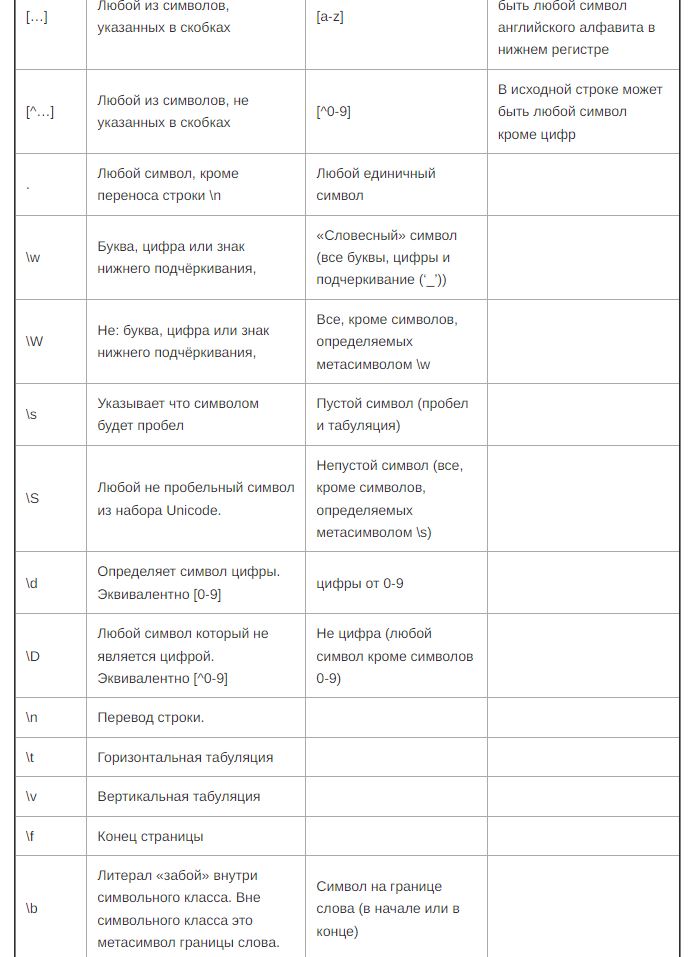 […]
Любой из символов,
указанных в скобках
[a-z]
быть любой символ
английского алфавита в
нижнем регистре
[^…]
Любой из символов, не
указанных в скобках
[^0-9]
В исходной строке может
быть любой символ
кроме цифр
.
Любой символ, кроме
переноса строки \n
Любой единичный
символ
\w
Буква, цифра или знак
нижнего подчёркивания,
«Словесный» символ
(все буквы, цифры и
подчеркивание (‘_’))
\W
Не: буква, цифра или знак
нижнего подчёркивания,
Все, кроме символов,
определяемых
метасимволом \w
\s
Указывает что символом
будет пробел
Пустой символ (пробел
и табуляция)
\S
Любой не пробельный символ
из набора Unicode.
Непустой символ (все,
кроме символов,
определяемых
метасимволом \s)
\d
Определяет символ цифры.
Эквивалентно [0-9]
цифры от 0-9
\D
Любой символ который не
является цифрой.
Эквивалентно [^0-9]
Не цифра (любой
символ кроме символов
0-9)
\n
Перевод строки.
\t
Горизонтальная табуляция
\v
Вертикальная табуляция
\f
Конец страницы
\b
Литерал «забой» внутри
символьного класса. Вне
символьного класса это
метасимвол границы слова.
Символ на границе
слова (в начале или в
конце)